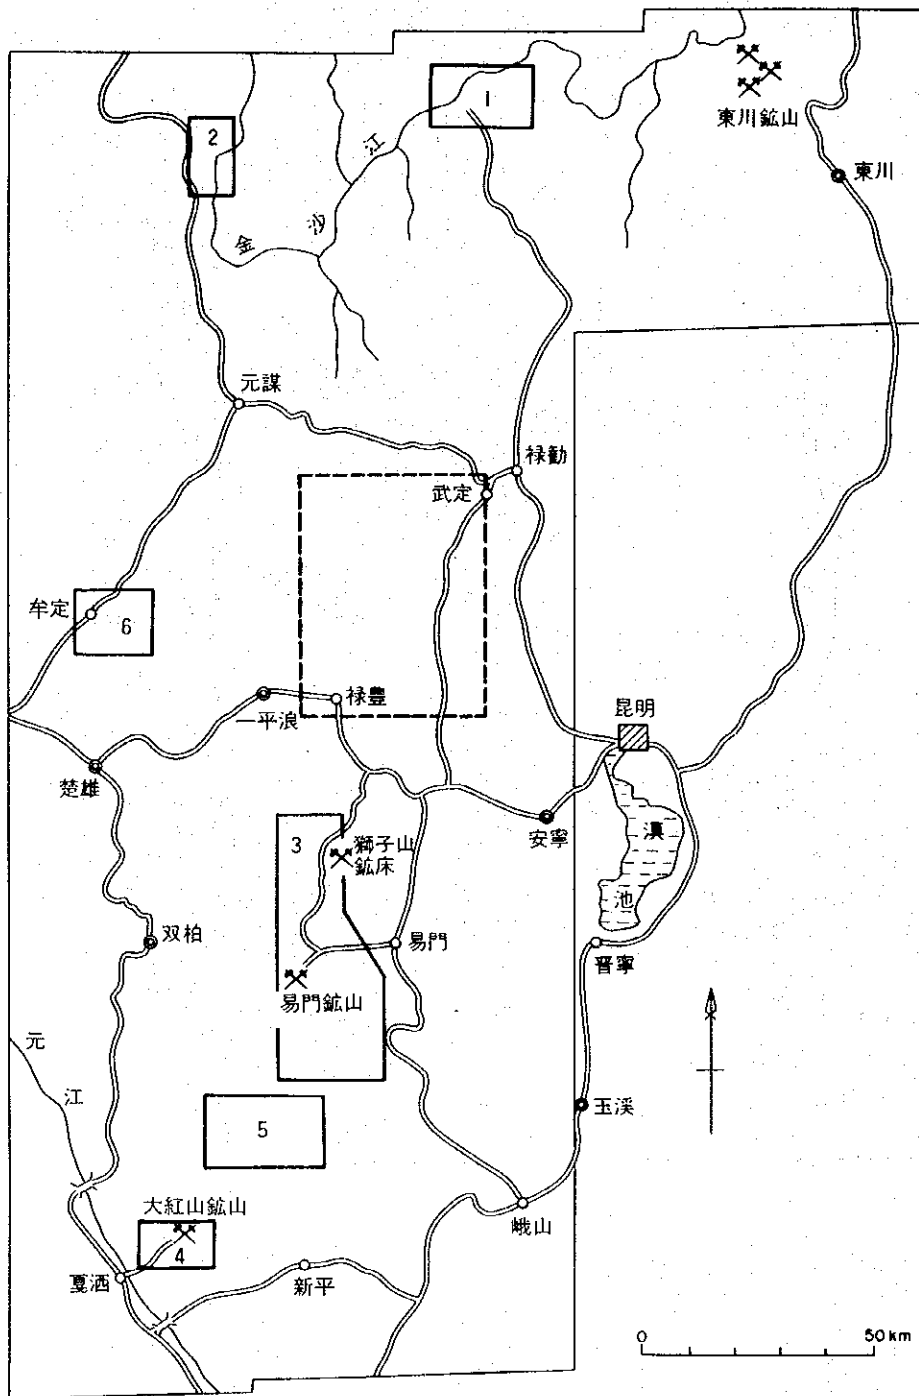 1
東川鉱山
2
江
東川
沙
金
元謀
禄勧
武定
牟定
6
禄豊
一平浪
昆明
楚雄
3
獅子山
鉱床
安寧
滇
池
双柏
易門
晋寧
易門鉱山
元
江
玉溪
5
大紅山鉱山
峨山
4
戛洒
新平
0
50km